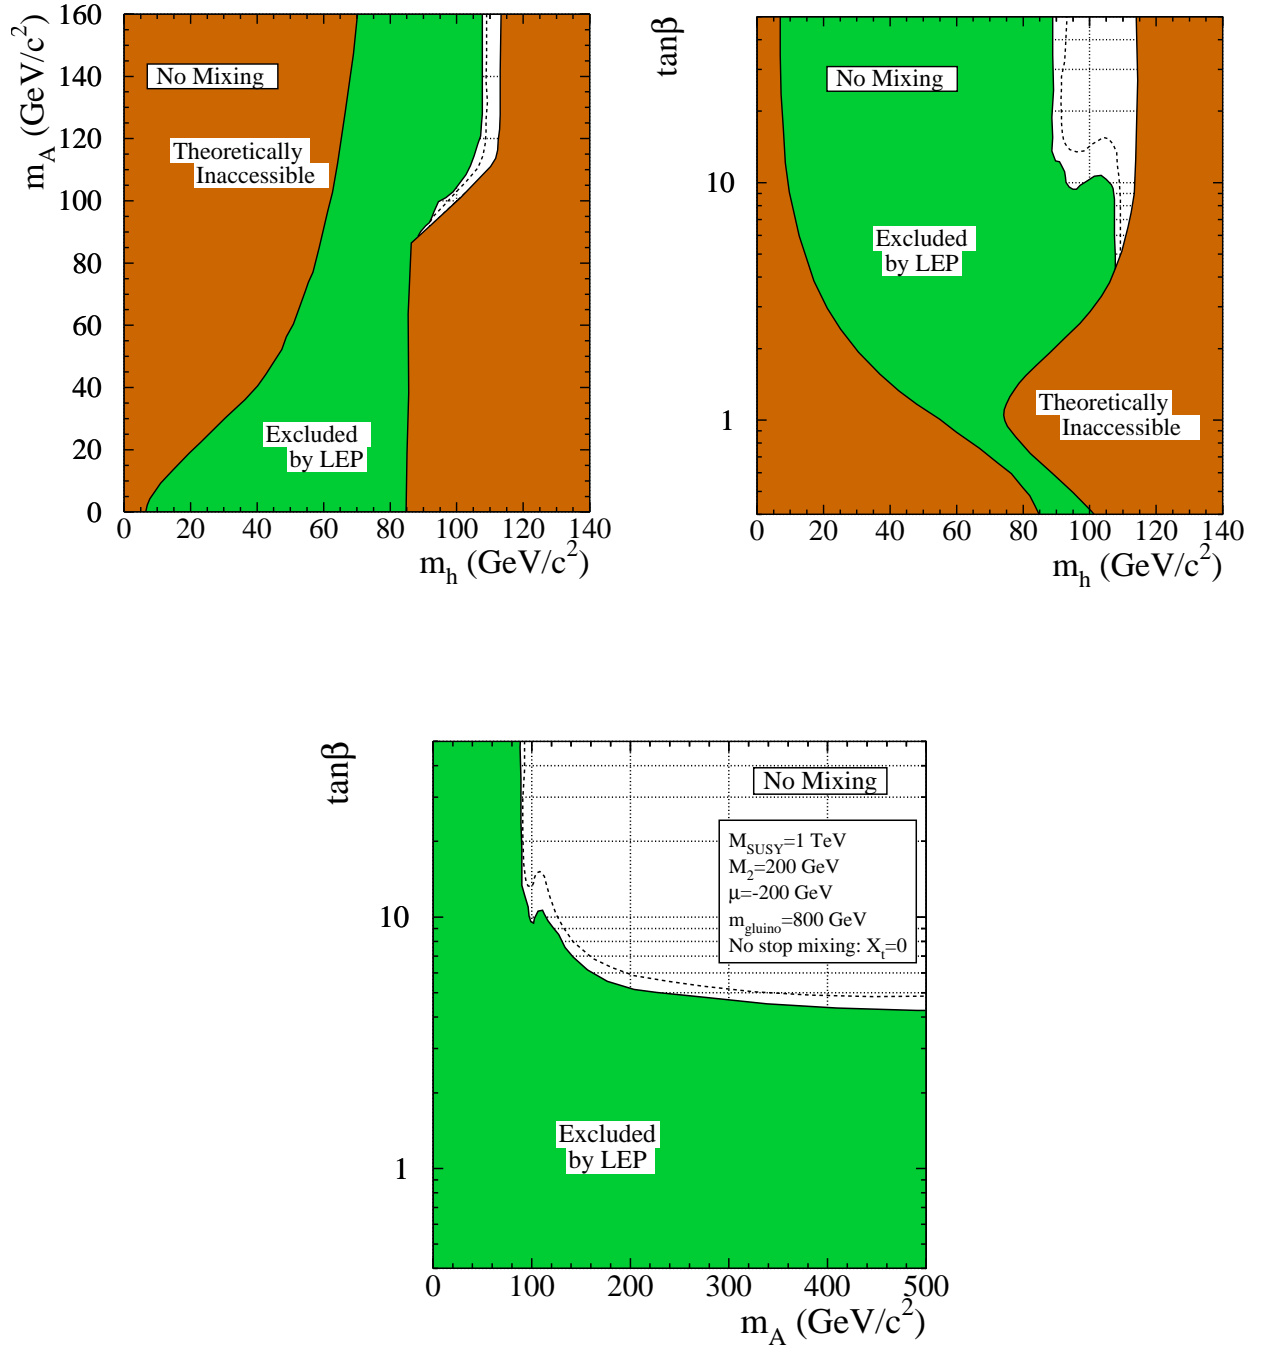 m_A (GeV/c²)
160
140
120
100
80
60
40
20
0
No Mixing
Theoretically
Inaccessible
Excluded
by LEP
0 20 40 60 80 100 120 140
m_h (GeV/c²)
tanβ
10
1
No Mixing
Excluded
by LEP
Theoretically
Inaccessible
0 20 40 60 80 100 120 140
m_h (GeV/c²)
tanβ
10
1
No Mixing
M_SUSY=1 TeV
M_2=200 GeV
μ=-200 GeV
m_gluino=800 GeV
No stop mixing: X_t=0
Excluded
by LEP
0 100 200 300 400 500
m_A (GeV/c²)